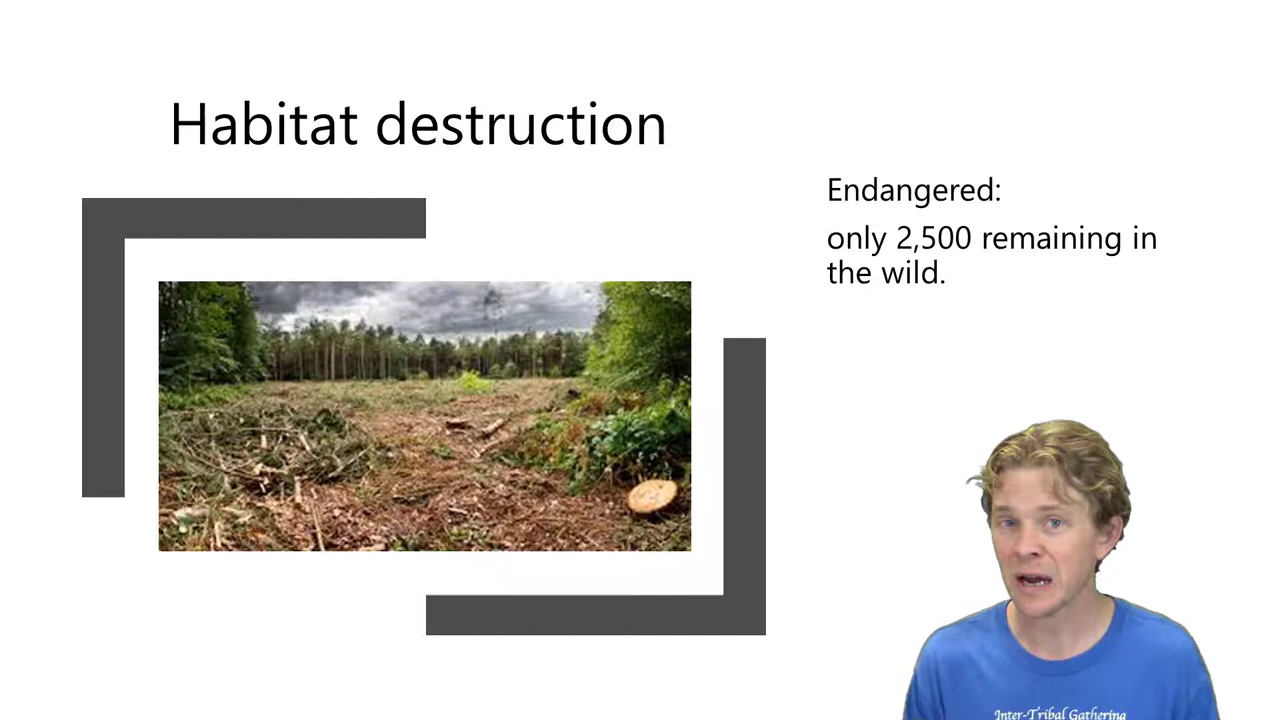 Habitat destruction
Endangered:
only 2,500 remaining in
the wild.
Inter-Tribal Gathering